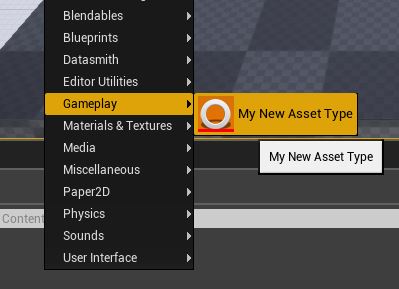 Blendables
Blueprints
Datasmith
Editor Utilities
Gameplay
My New Asset Type
Materials & Textures
Media
My New Asset Type
Miscellaneous
Paper2D
Physics
Content
Sounds
User Interface